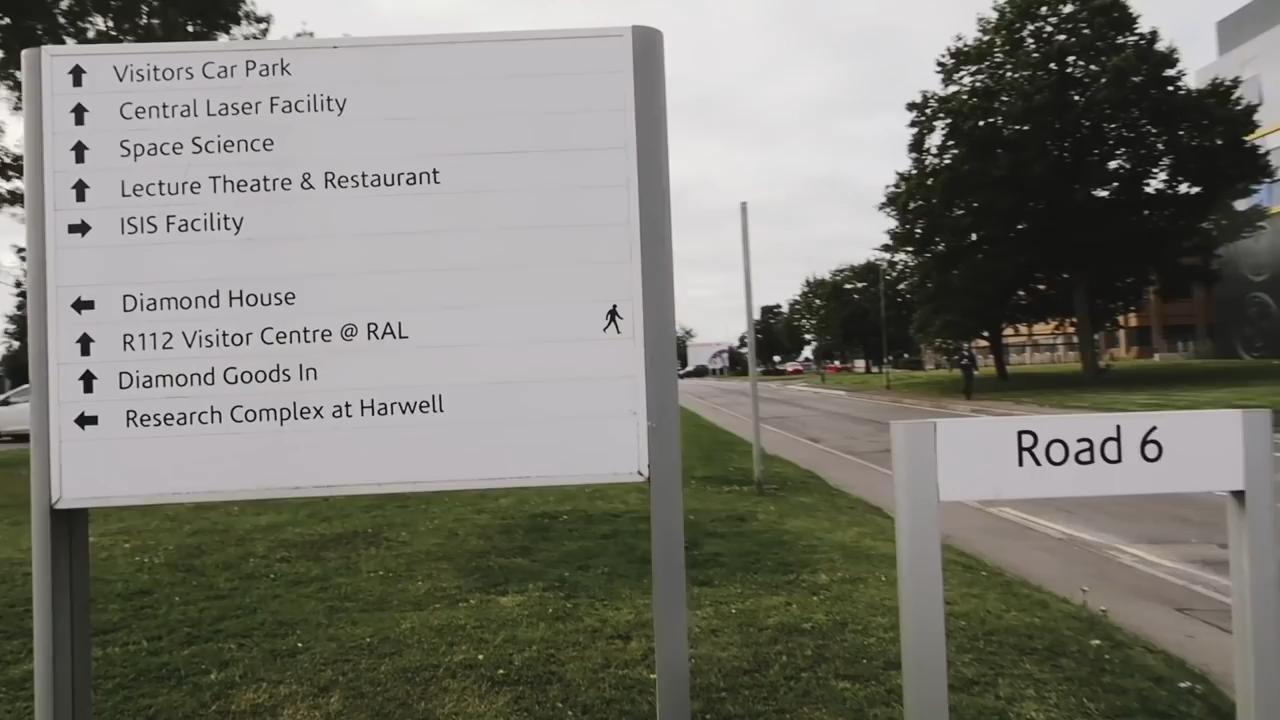 Visitors Car Park
Central Laser Facility
Space Science
Lecture Theatre & Restaurant
ISIS Facility
Diamond House
R112 Visitor Centre @ RAL
Diamond Goods In
Research Complex at Harwell
Road 6